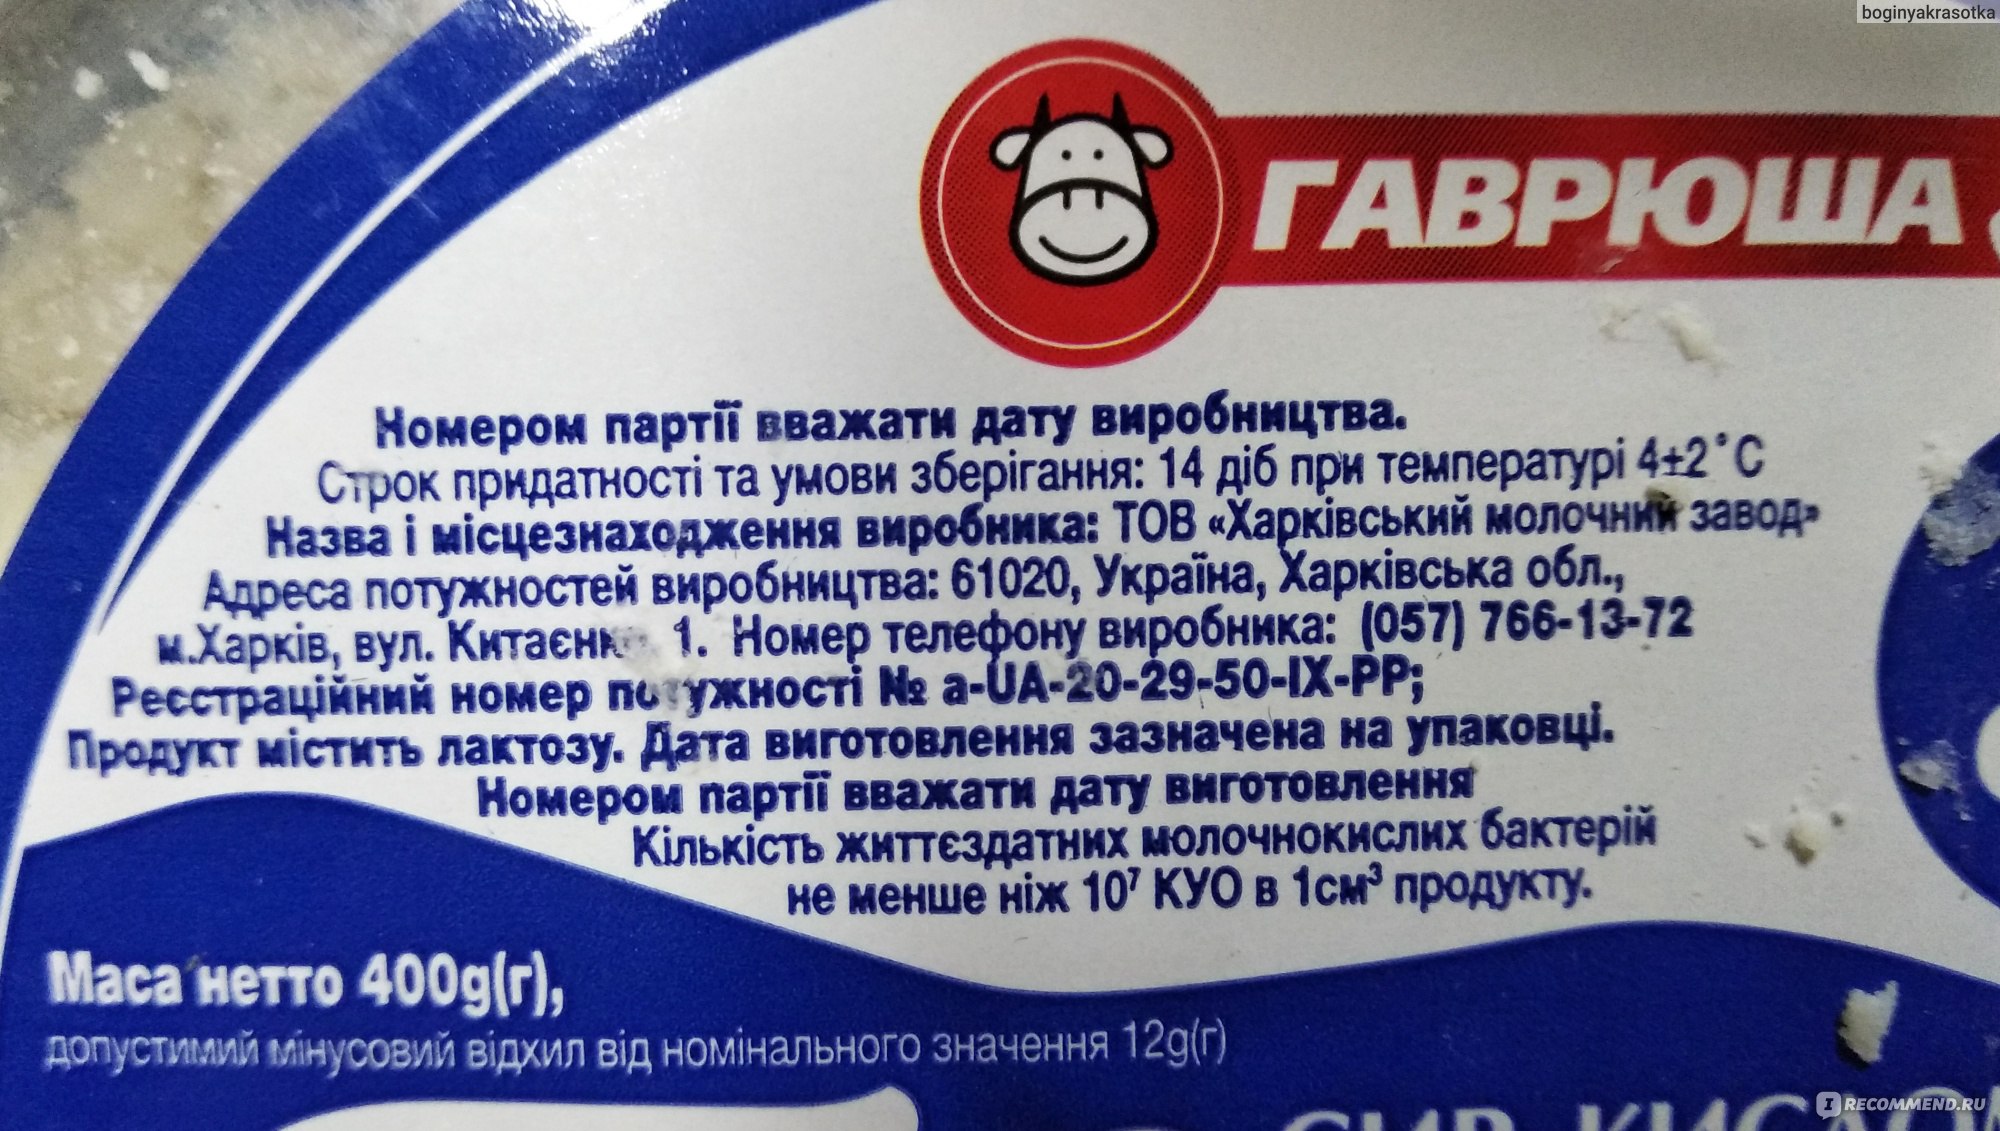 boginyakrasotka
ГАВРЮША
Номером партії вважати дату виробництва.
Строк придатності та умови зберігання: 14 діб при температурі 4±2°С
Назва і місцезнаходження виробника: ТОВ «Харківський молочний завод»
Адреса потужностей виробництва: 61020, Україна, Харківська обл.,
м.Харків, вул. 1. Номер телефону виробника: (057) 766-13-72
Реєстраційний номер потужності № a-UA-20-29-50-IX-PP;
Продукт містить лактозу. Дата виготовлення зазначена на упаковці.
Номером партії вважати дату виготовлення
Кількість життєздатних молочнокислих бактерій
не менше ніж 10⁷ КУО в 1см³ продукту.
Маса нетто 400g(г),
допустимий мінусовий відхил від номінального значення 12g(г)
I RECOMMEND.RU